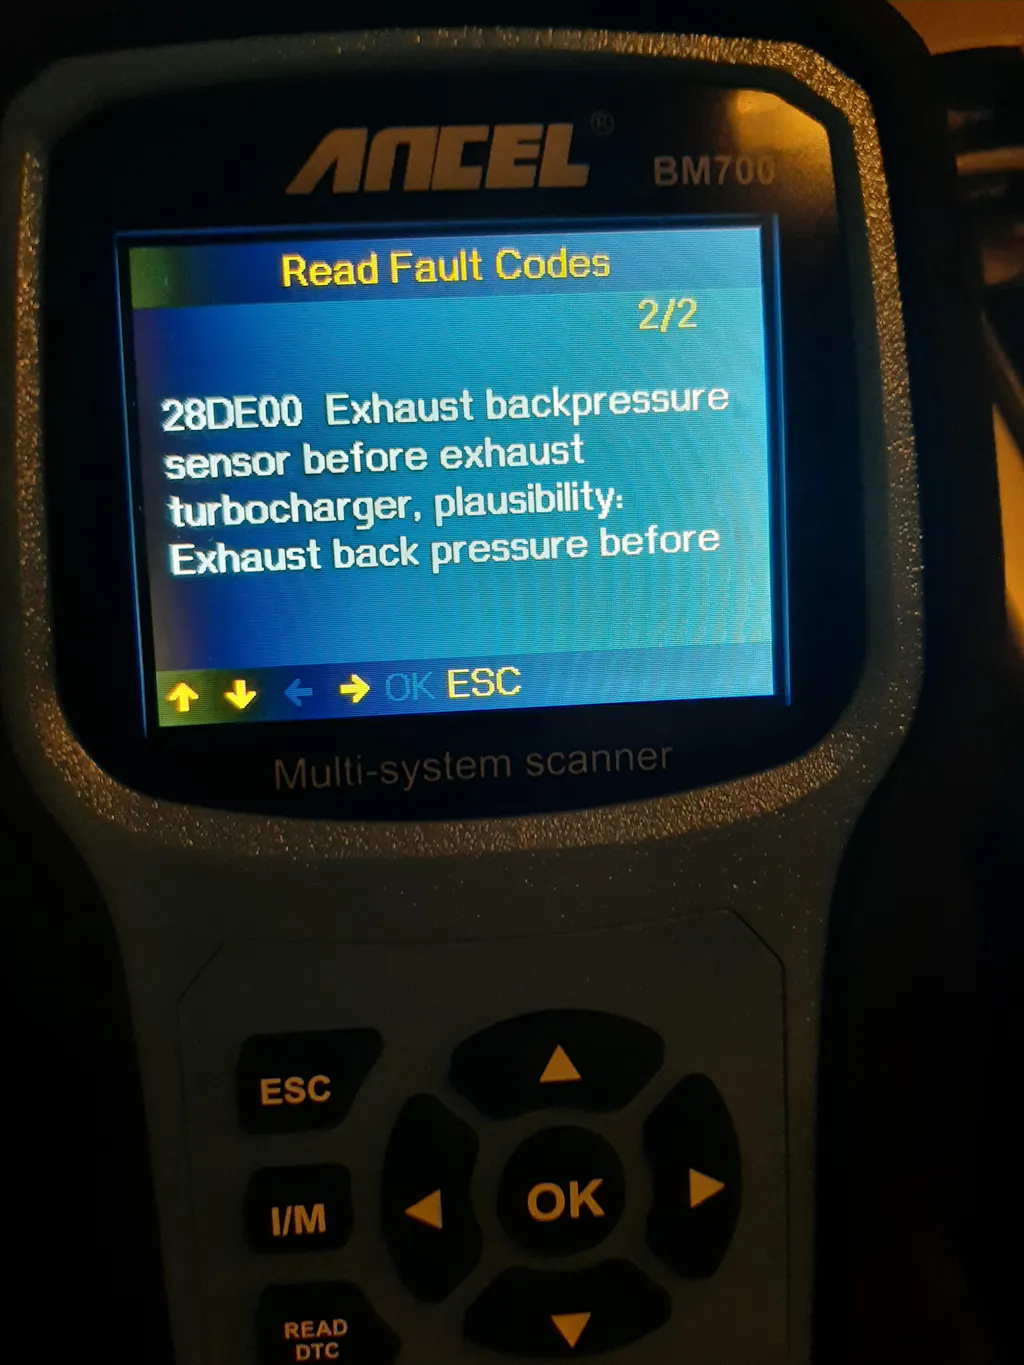 ANCEL®
BM700
Read Fault Codes
2/2
28DE00 Exhaust backpressure
sensor before exhaust
turbocharger, plausibility:
Exhaust back pressure before
OK ESC
Multi-system scanner
ESC
I/M
OK
READ
DTC